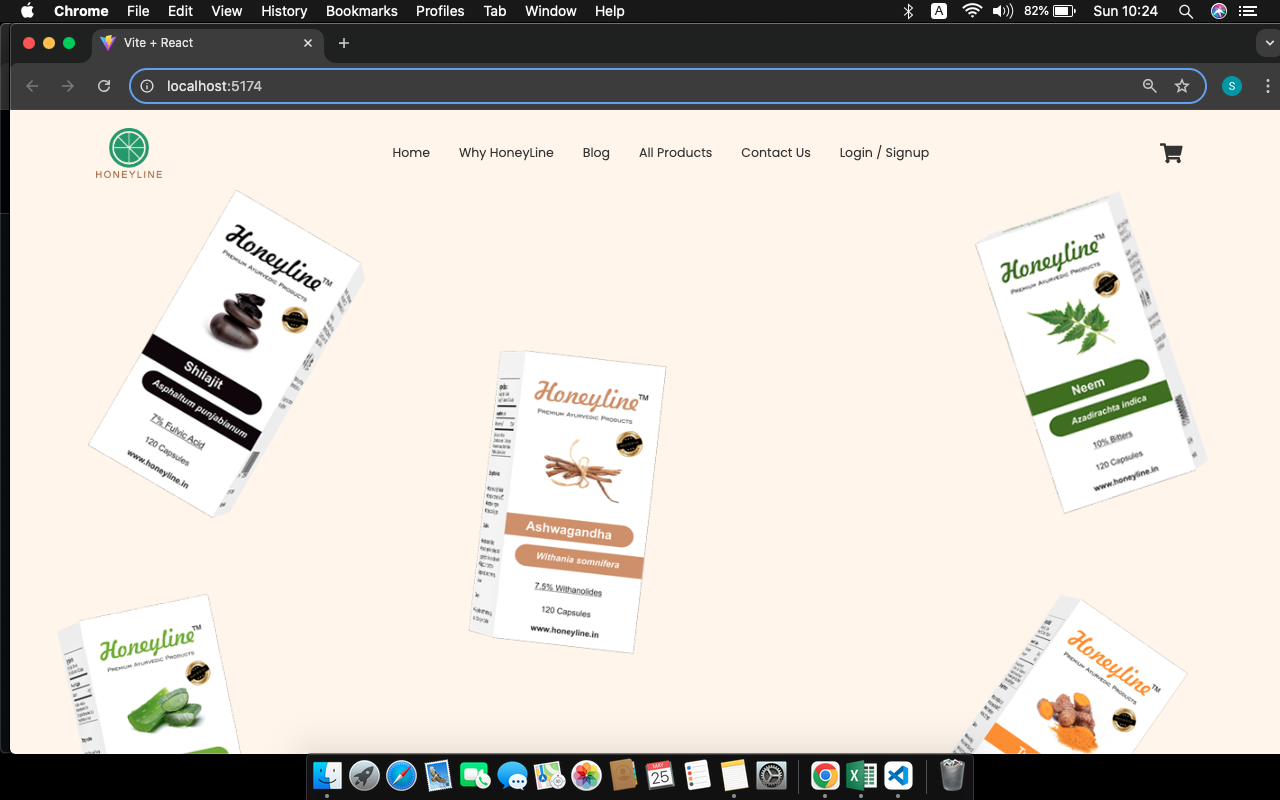 Chrome File Edit View History Bookmarks Profiles Tab Window Help A 82% Sun 10:24
Vite + React
localhost:5174
S
HONEYLINE
Home Why HoneyLine Blog All Products Contact Us Login / Signup
Honeyline™
PREMIUM AYURVEDIC PRODUCTS
Shilajit
Asphaltum punjabianum
7% Fulvic Acid
120 Capsules
www.honeyline.in
Honeyline™
PREMIUM AYURVEDIC PRODUCTS
Neem
Azadirachta indica
10% Bitters
120 Capsules
www.honeyline.in
Honeyline™
PREMIUM AYURVEDIC PRODUCTS
Ashwagandha
Withania somnifera
7.5% Withanolides
120 Capsules
www.honeyline.in
Honeyline™
PREMIUM AYURVEDIC PRODUCTS
Honeyline™
PREMIUM AYURVEDIC PRODUCTS
MAY
25